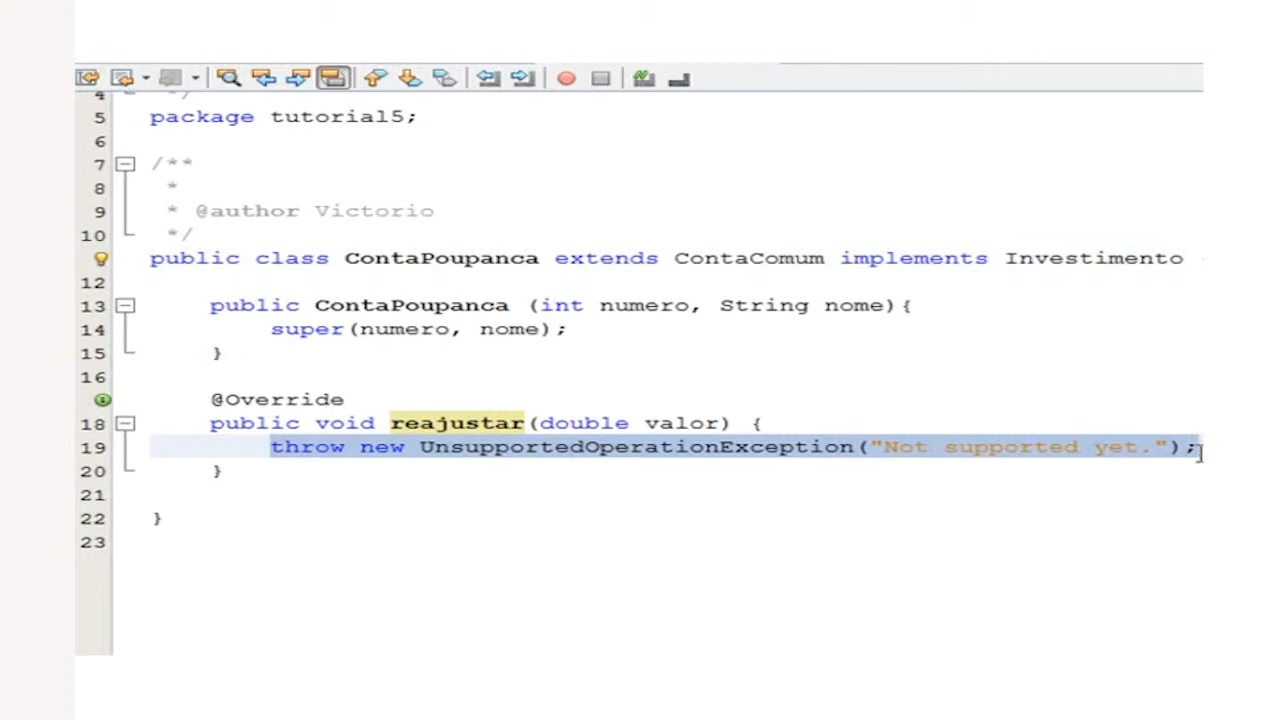 4 */
5 package tutorial5;
6
7 /**
8 *
9 * @author Victorio
10 */
public class ContaPoupanca extends ContaComum implements Investimento
12
13 public ContaPoupanca (int numero, String nome){
14 super(numero, nome);
15 }
16
@Override
18 public void reajustar(double valor) {
19 throw new UnsupportedOperationException("Not supported yet.");
20 }
21
22 }
23